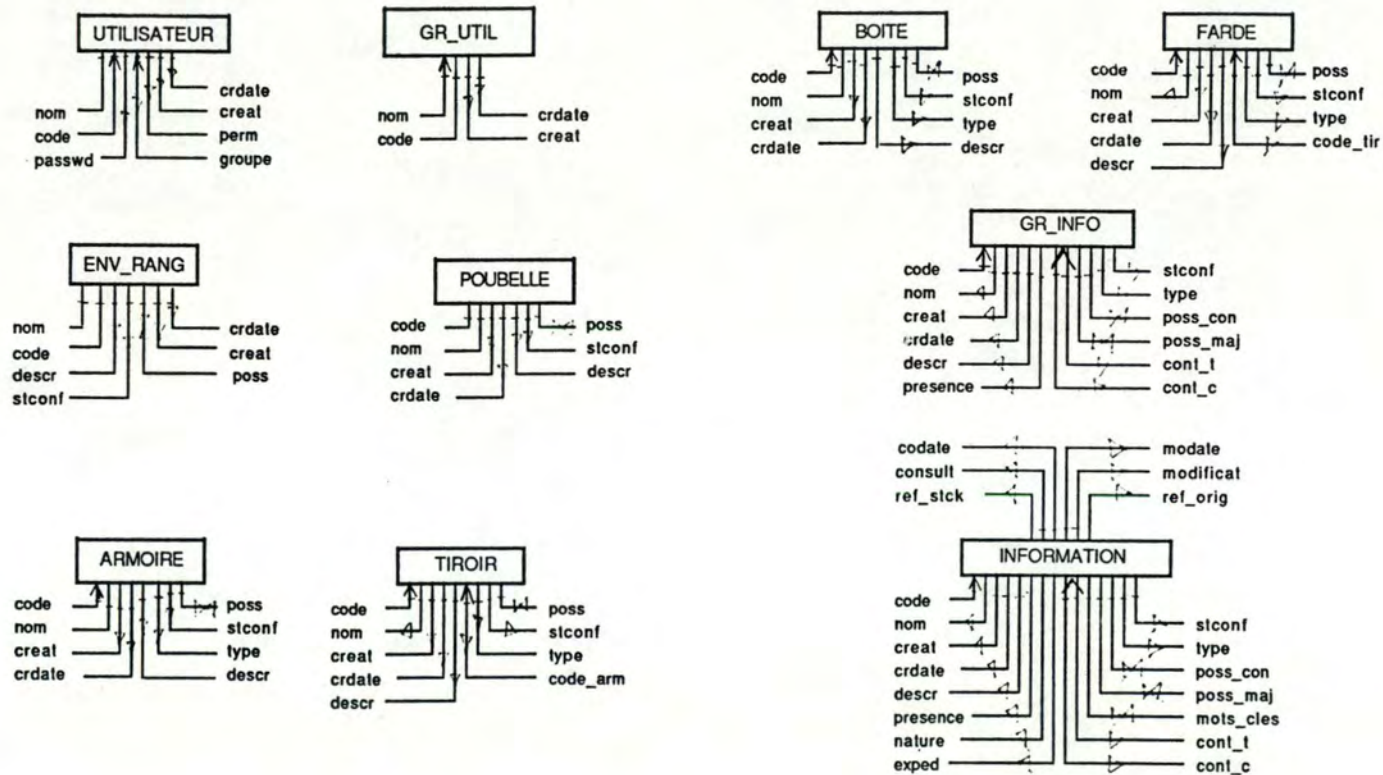 UTILISATEUR
nom
code
passwd
crdate
creat
perm
groupe
GR_UTIL
nom
code
crdate
creat
BOITE
code
nom
creat
crdate
poss
stconf
type
descr
FARDE
code
nom
creat
crdate
descr
poss
stconf
type
code_tir
ENV_RANG
nom
code
descr
stconf
crdate
creat
poss
POUBELLE
code
nom
creat
crdate
poss
stconf
descr
GR_INFO
code
nom
creat
crdate
descr
presence
stconf
type
poss_con
poss_maj
cont_t
cont_c
ARMOIRE
code
nom
creat
crdate
poss
stconf
type
descr
TIROIR
code
nom
creat
crdate
descr
poss
stconf
type
code_arm
codate
consult
ref_stck
modate
modificat
ref_orig
INFORMATION
code
nom
creat
crdate
descr
presence
nature
exped
stconf
type
poss_con
poss_maj
mots_cles
cont_t
cont_c